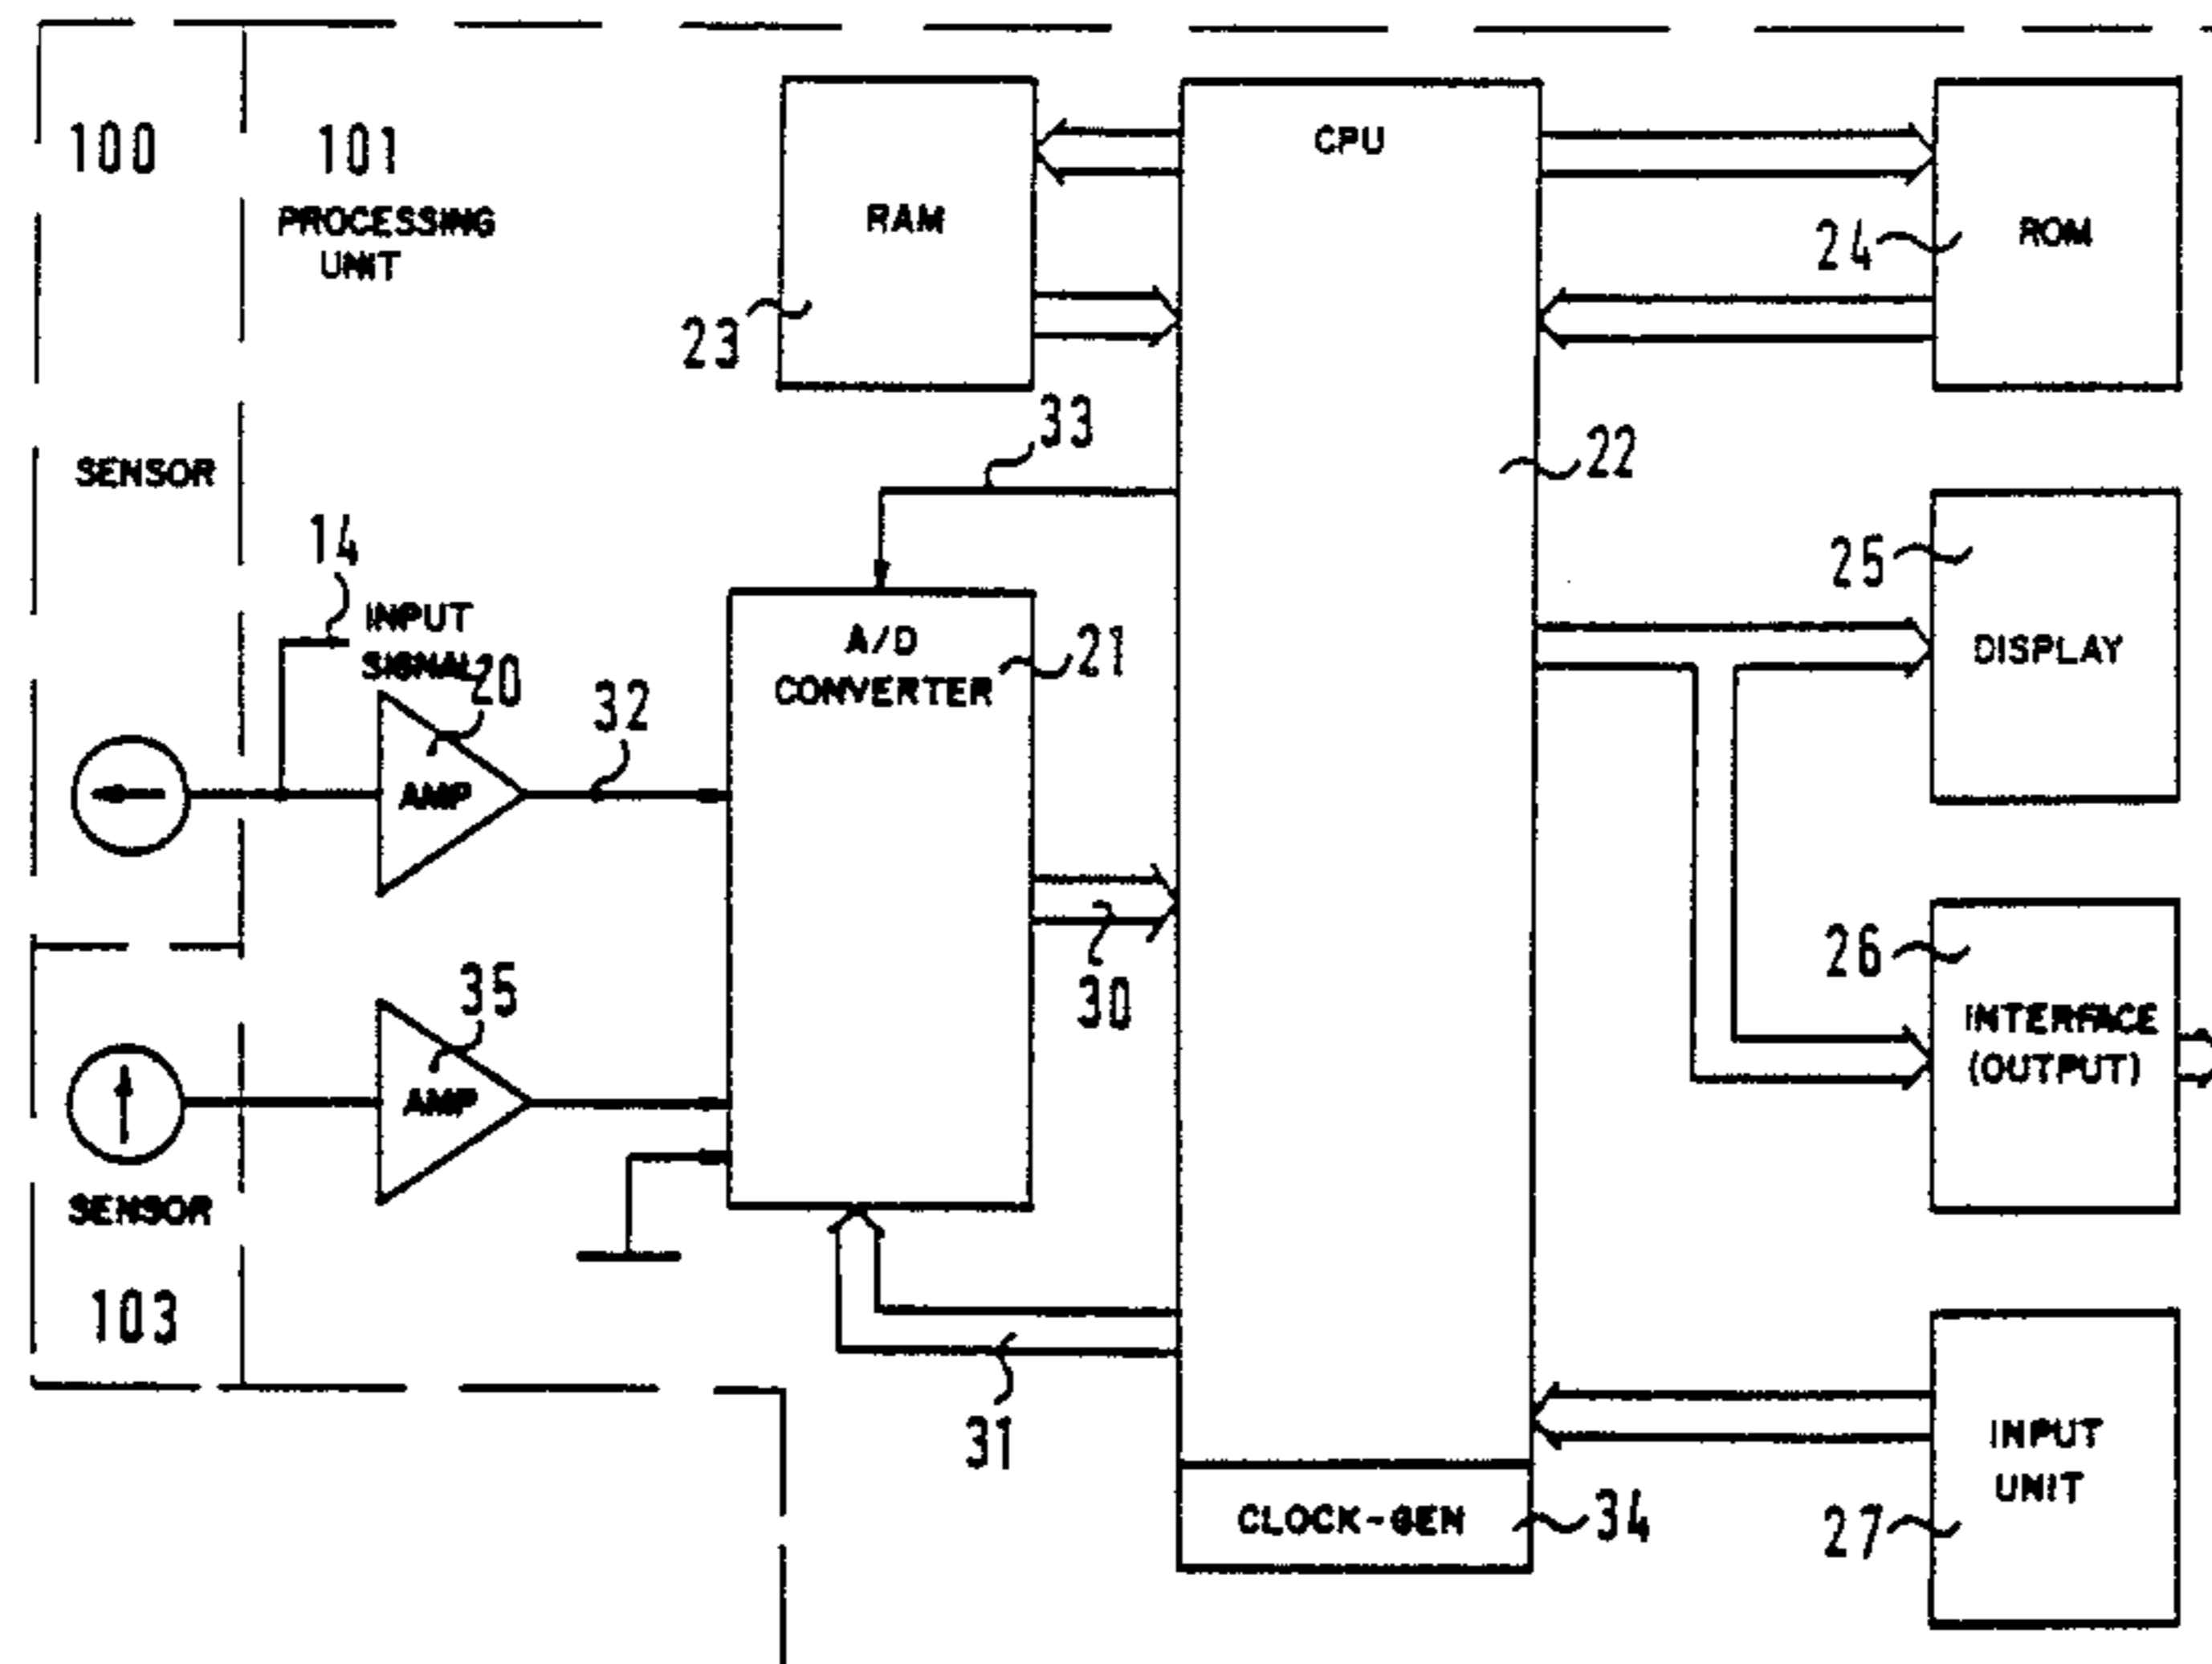 100
101
PROCESSING
UNIT
RAM
CPU
ROM
23
24
33
22
SENSOR
14
INPUT
SIGNAL
20
32
A/D
CONVERTER
21
25
DISPLAY
AMP
30
26
INTERFACE
(OUTPUT)
35
AMP
SENSOR
103
31
CLOCK-GEN
34
INPUT
UNIT
27